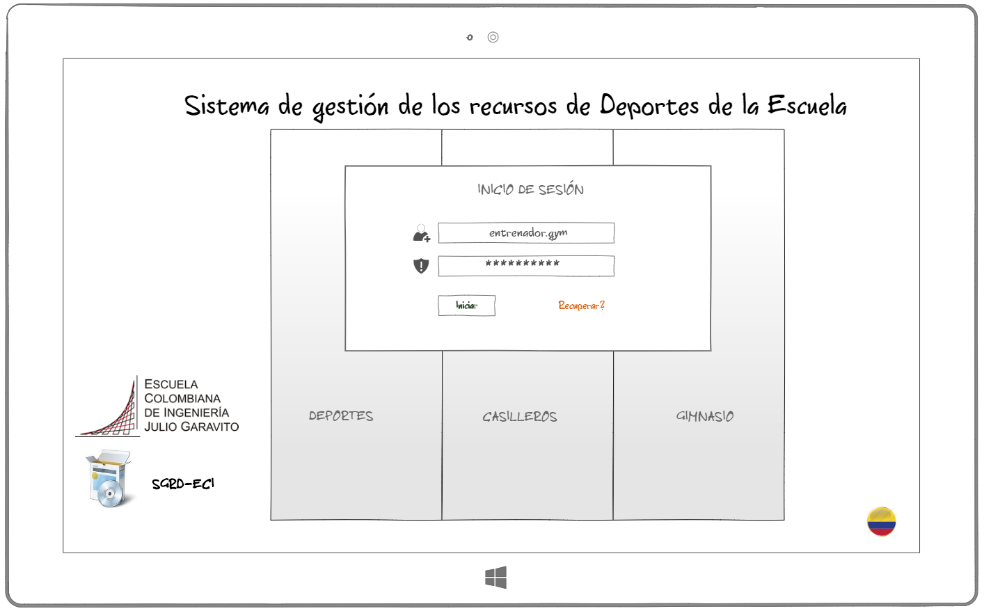 Sistema de gestión de los recursos de Deportes de la Escuela
INICIO DE SESIÓN
entrenador.gym
**********
Iniciar
Recuperar?
ESCUELA
COLOMBIANA
DE INGENIERÍA
JULIO GARAVITO
DEPORTES
CASILLEROS
GIMNASIO
SGRD-ECI